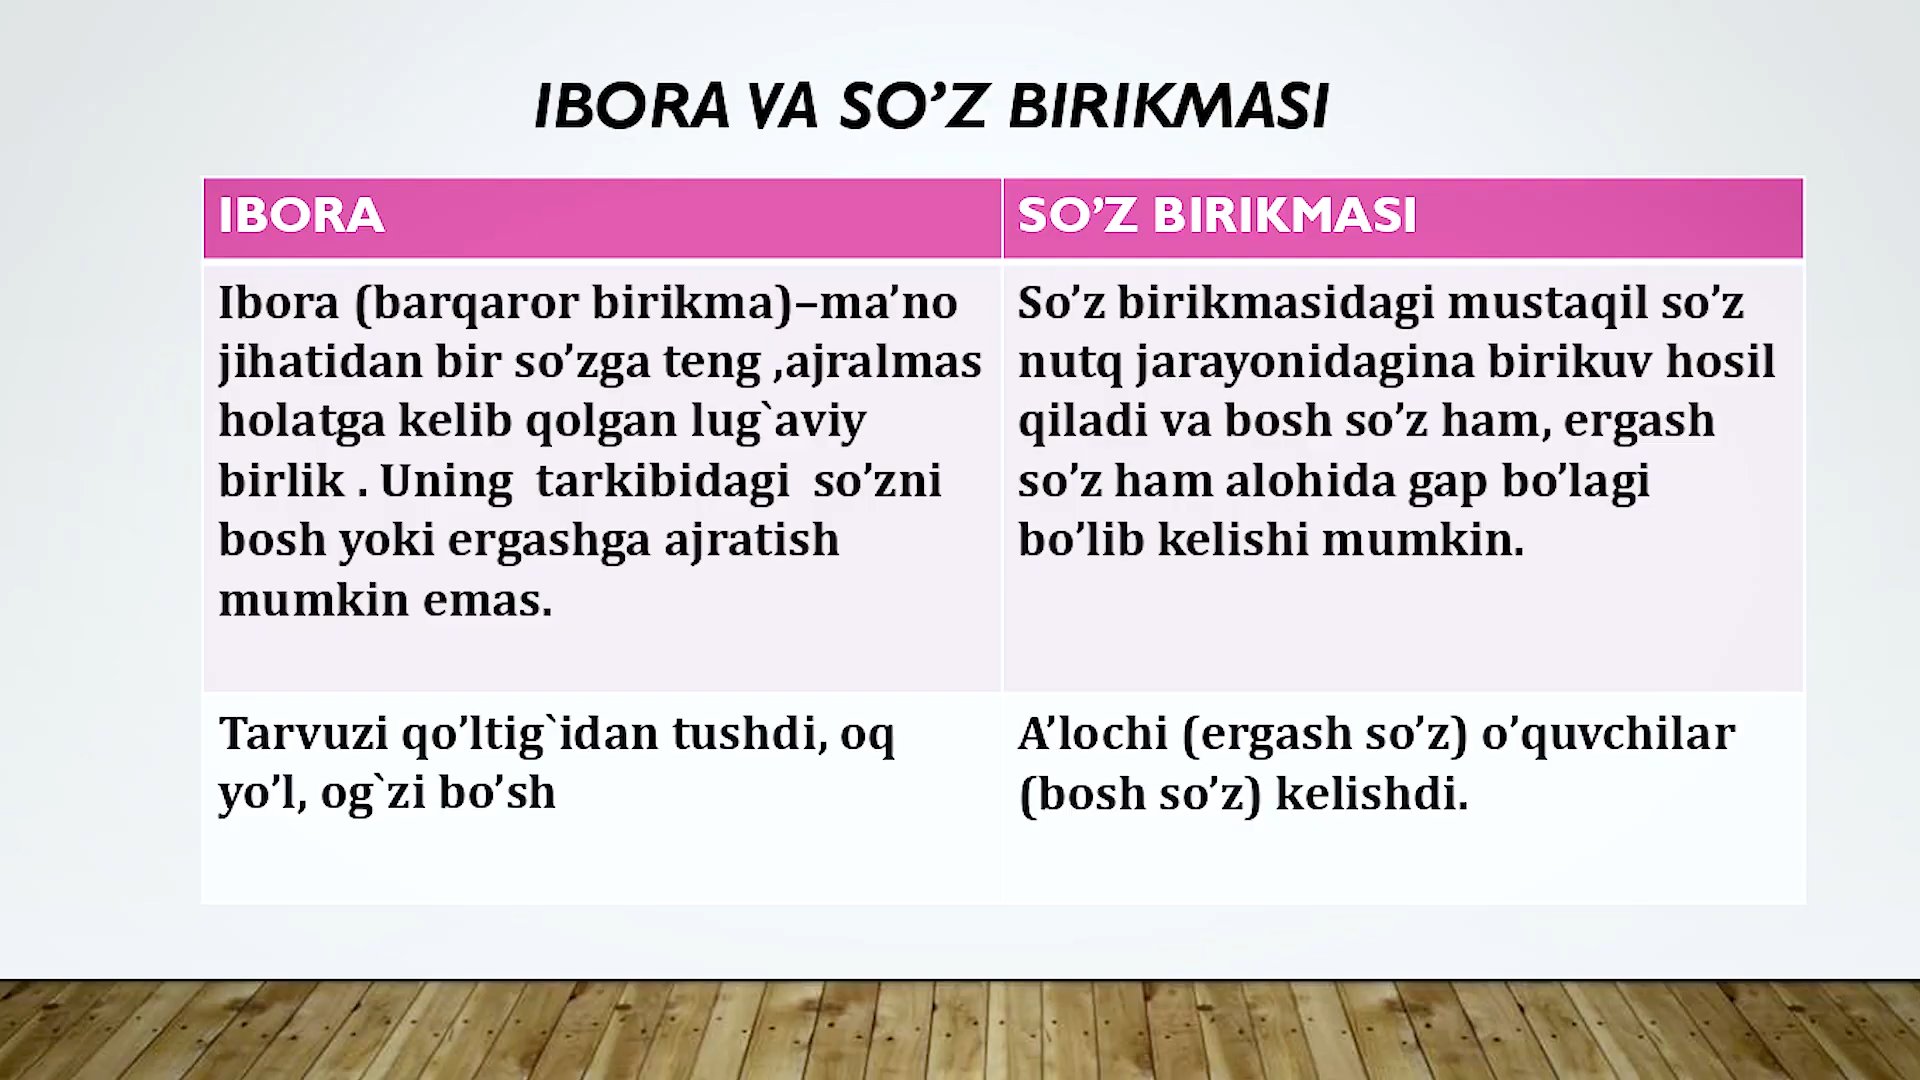 IBORA VA SO’Z BIRIKMASI
IBORA
SO’Z BIRIKMASI
Ibora (barqaror birikma)–ma’no
jihatidan bir so’zga teng ,ajralmas
holatga kelib qolgan lug`aviy
birlik . Uning  tarkibidagi  so’zni
bosh yoki ergashga ajratish
mumkin emas.
So’z birikmasidagi mustaqil so’z
nutq jarayonidagina birikuv hosil
qiladi va bosh so’z ham, ergash
so’z ham alohida gap bo’lagi
bo’lib kelishi mumkin.
Tarvuzi qo’ltig`idan tushdi, oq
yo’l, og`zi bo’sh
A’lochi (ergash so’z) o’quvchilar
(bosh so’z) kelishdi.